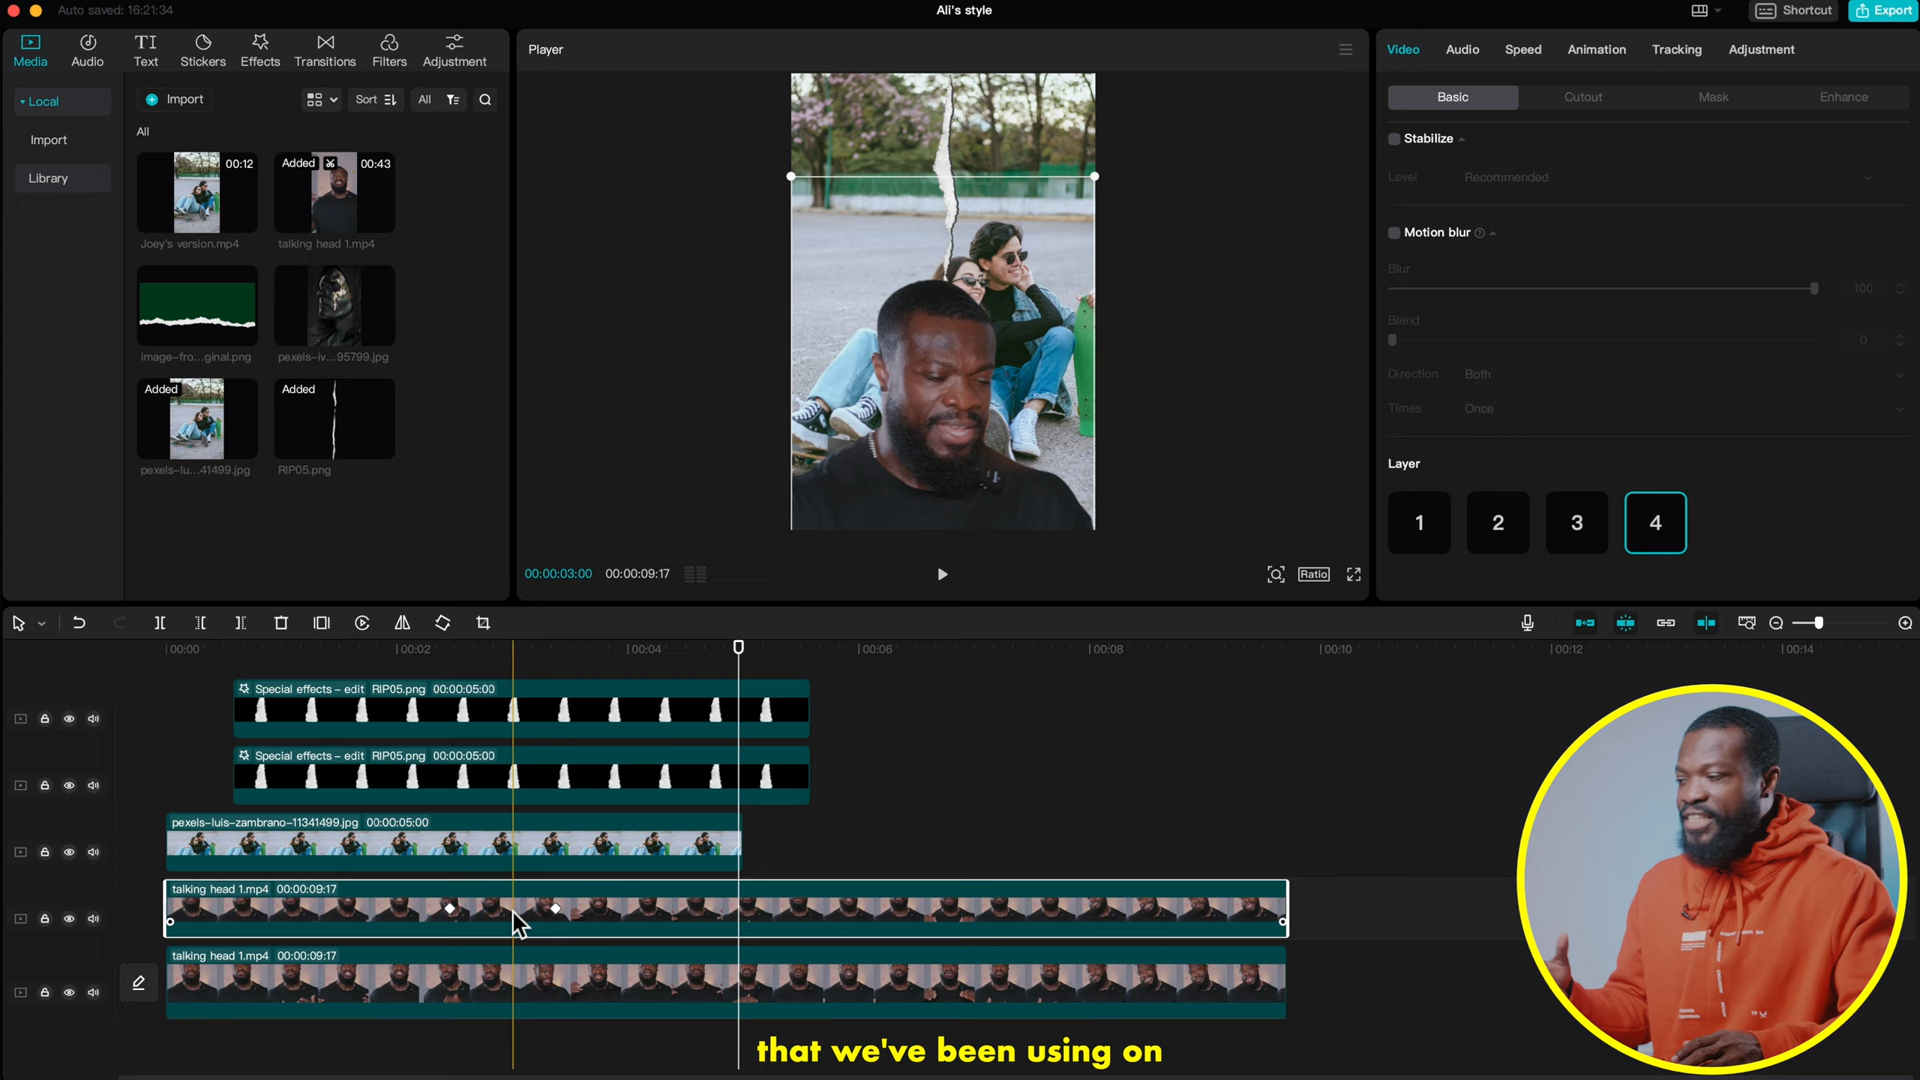 Auto saved: 16:21:34
Ali's style
Shortcut
Export
Media
Audio
Text
Stickers
Effects
Transitions
Filters
Adjustment
Local
Import
Library
Import
Sort
All
All
00:12
Joey's version.mp4
Added
00:43
talking head 1.mp4
image-fro...ginal.png
pexels-iv...95799.jpg
Added
pexels-lu...41499.jpg
Added
RIP05.png
Player
00:00:03:00
00:00:09:17
Ratio
Video
Audio
Speed
Animation
Tracking
Adjustment
Basic
Cutout
Mask
Enhance
Stabilize
Level
Recommended
Motion blur
Blur
100
Blend
0
Direction
Both
Times
Once
Layer
1
2
3
4
00:00
00:02
00:04
00:06
00:08
00:10
00:12
00:14
Special effects – edit RIP05.png 00:00:05:00
Special effects – edit RIP05.png 00:00:05:00
pexels-luis-zambrano-11341499.jpg 00:00:05:00
talking head 1.mp4 00:00:09:17
talking head 1.mp4 00:00:09:17
that we've been using on